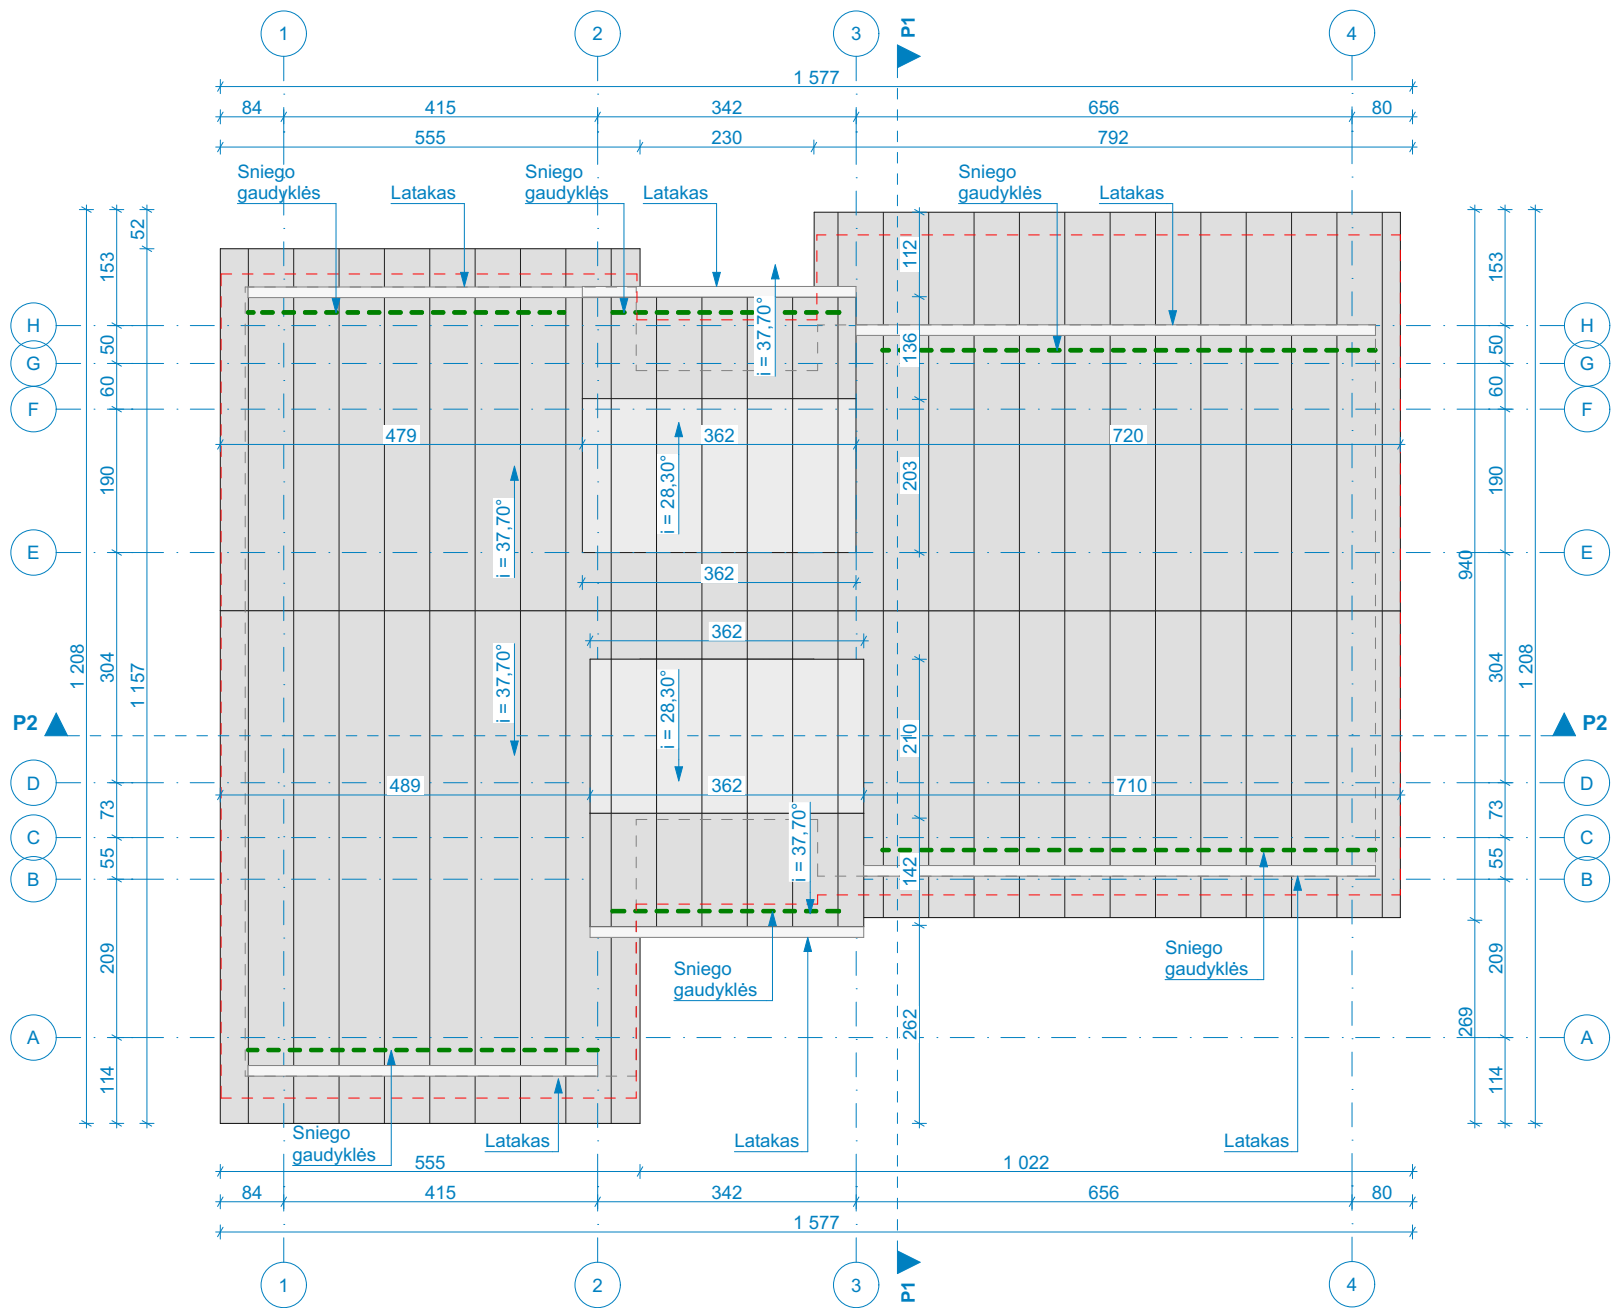 1 2 3 P1 4
1 577
84 415 342 656 80
555 230 792
Sniego
gaudyklės
Latakas
Sniego
gaudyklės
Latakas
Sniego
gaudyklės
Latakas
52
153
112
153
i = 37,70°
H
H
50
136
50
G
G
60
60
F
F
479 362 720
190
i = 37,70°
i = 28,30°
203
190
E
E
362
940
362
1 208
304
1 157
i = 37,70°
i = 28,30°
304
1 208
P2
210
P2
D
D
489 362 710
73
i = 37,70°
73
C
C
55
142
55
B
B
209
Sniego
gaudyklės
Sniego
gaudyklės
209
262
269
A
A
114
114
Sniego
gaudyklės
Latakas
Latakas
Latakas
555 1 022
84 415 342 656 80
1 577
1 2 3 P1 4